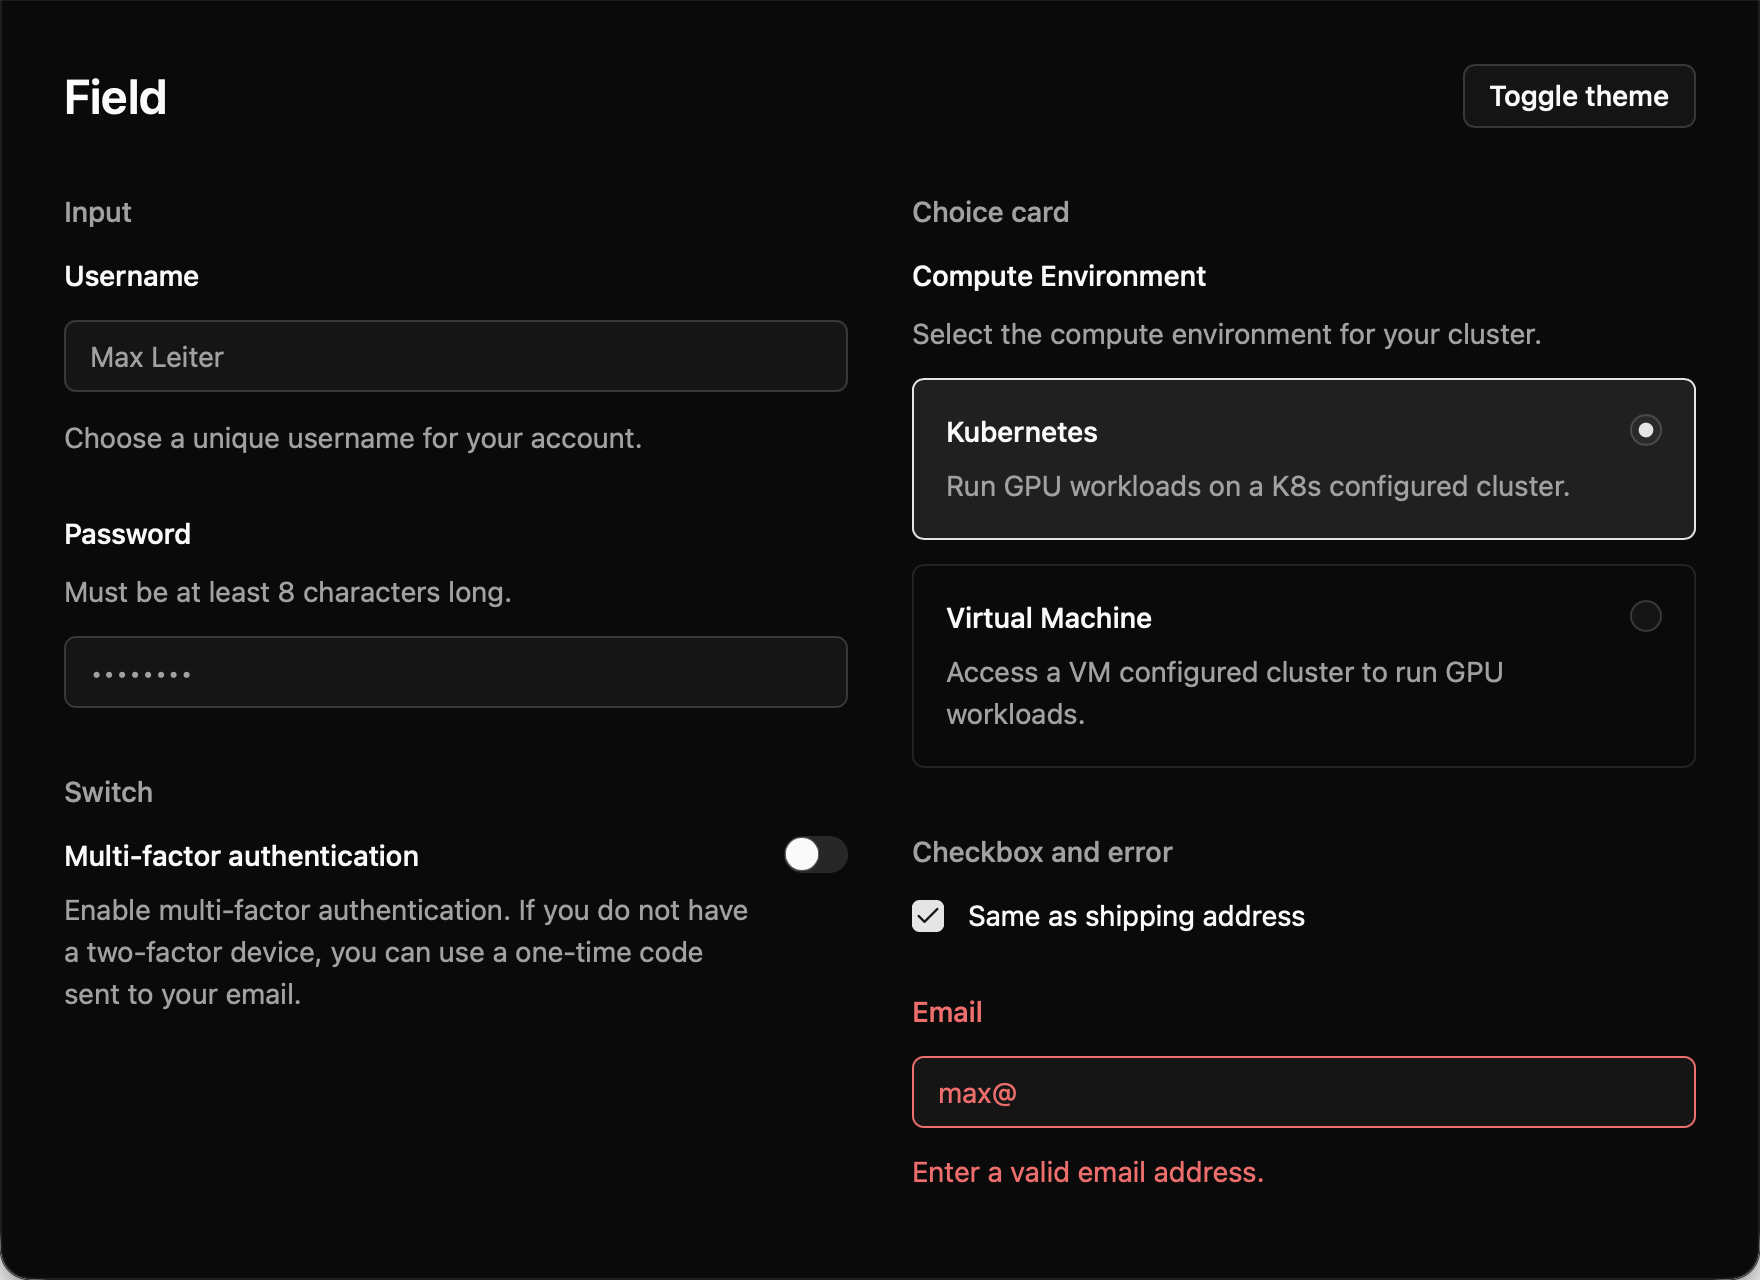 Field
Toggle theme
Input
Username
Max Leiter
Choose a unique username for your account.
Password
Must be at least 8 characters long.
••••••••
Switch
Multi-factor authentication
Enable multi-factor authentication. If you do not have
a two-factor device, you can use a one-time code
sent to your email.
Choice card
Compute Environment
Select the compute environment for your cluster.
Kubernetes
Run GPU workloads on a K8s configured cluster.
Virtual Machine
Access a VM configured cluster to run GPU
workloads.
Checkbox and error
Same as shipping address
Email
max@
Enter a valid email address.